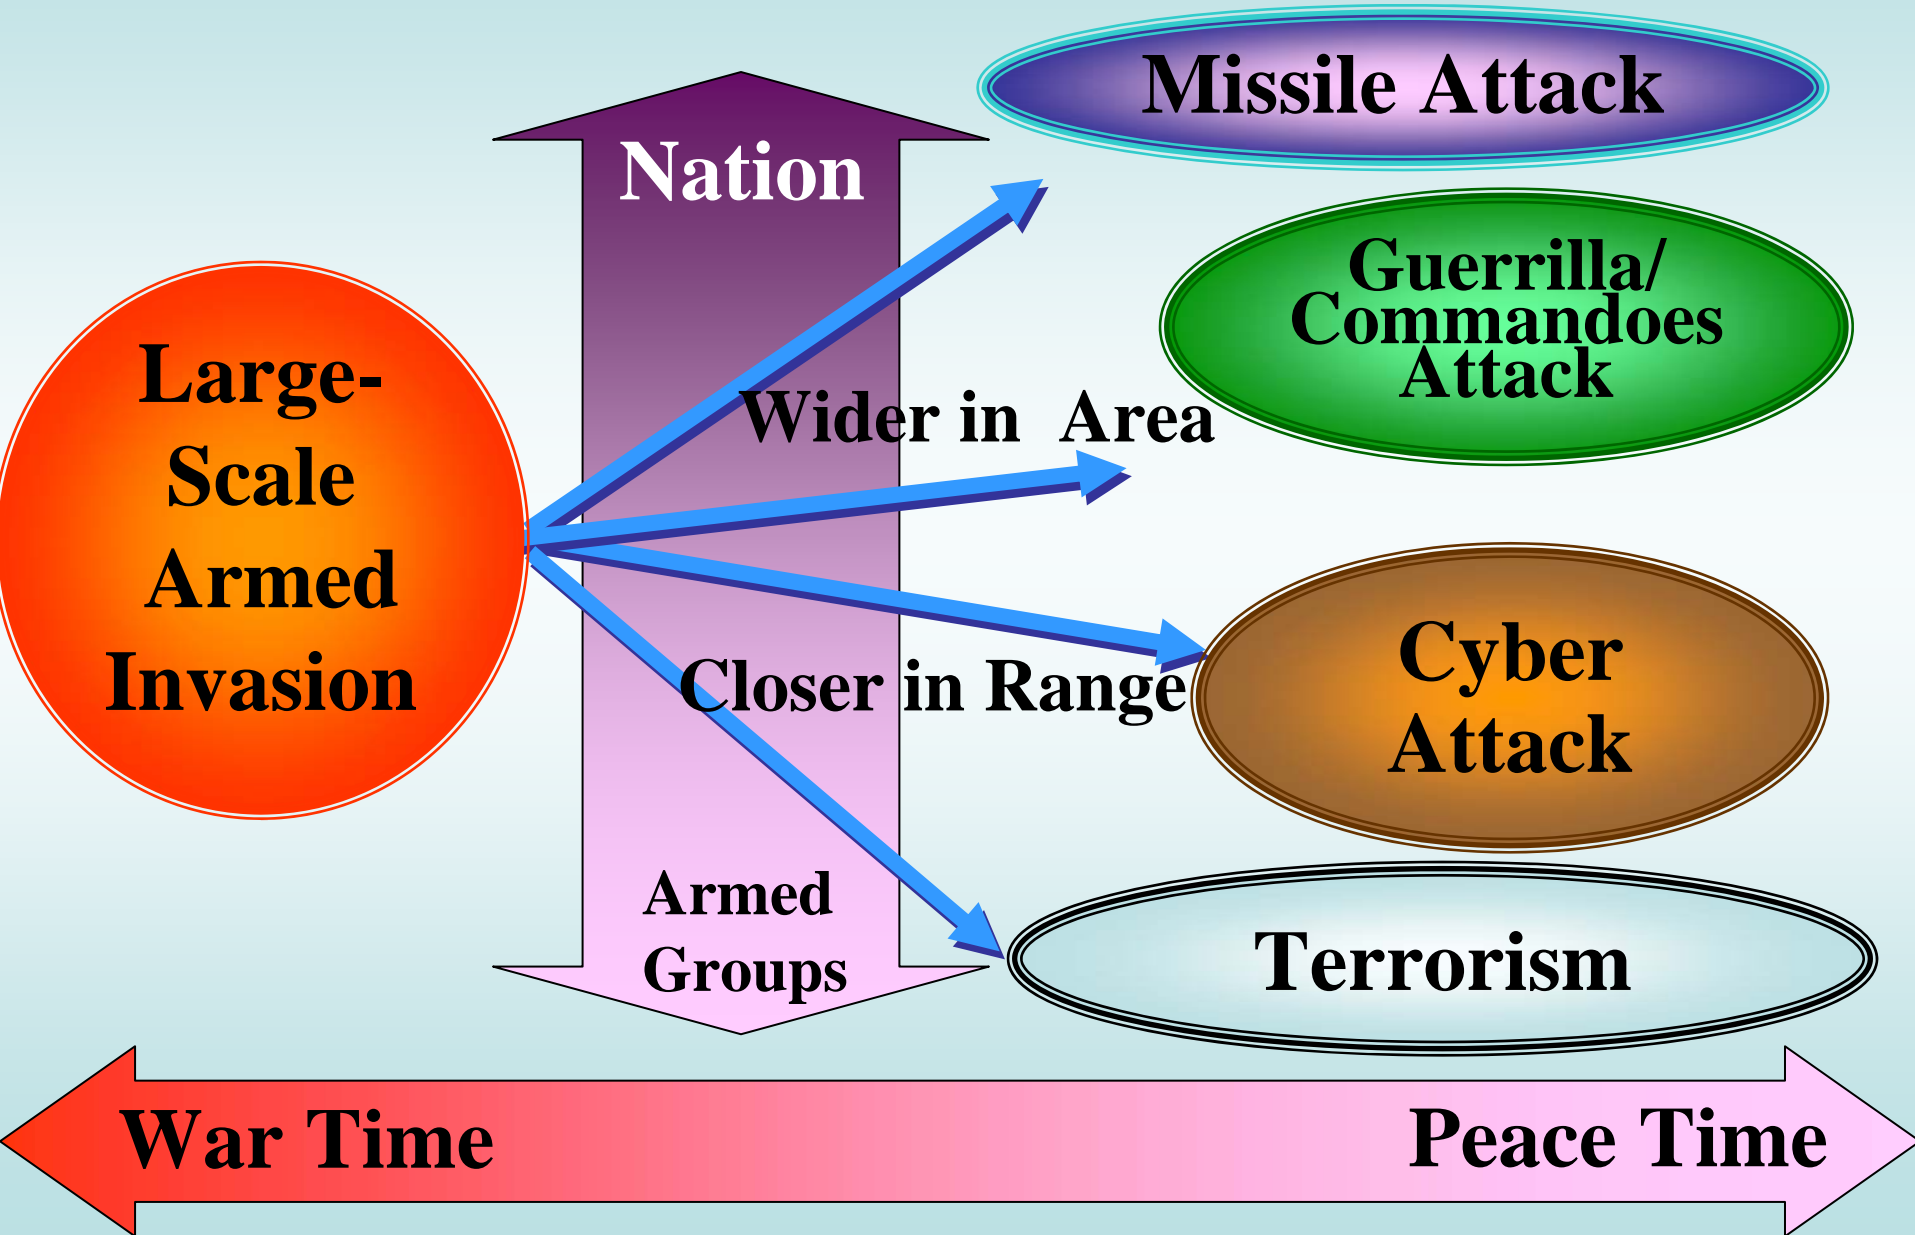 Missile Attack
Nation
Guerrilla/
Commandoes
Attack
Large-
Scale
Armed
Invasion
Wider in  Area
Closer in Range
Cyber
Attack
Armed
Groups
Terrorism
War Time
Peace Time